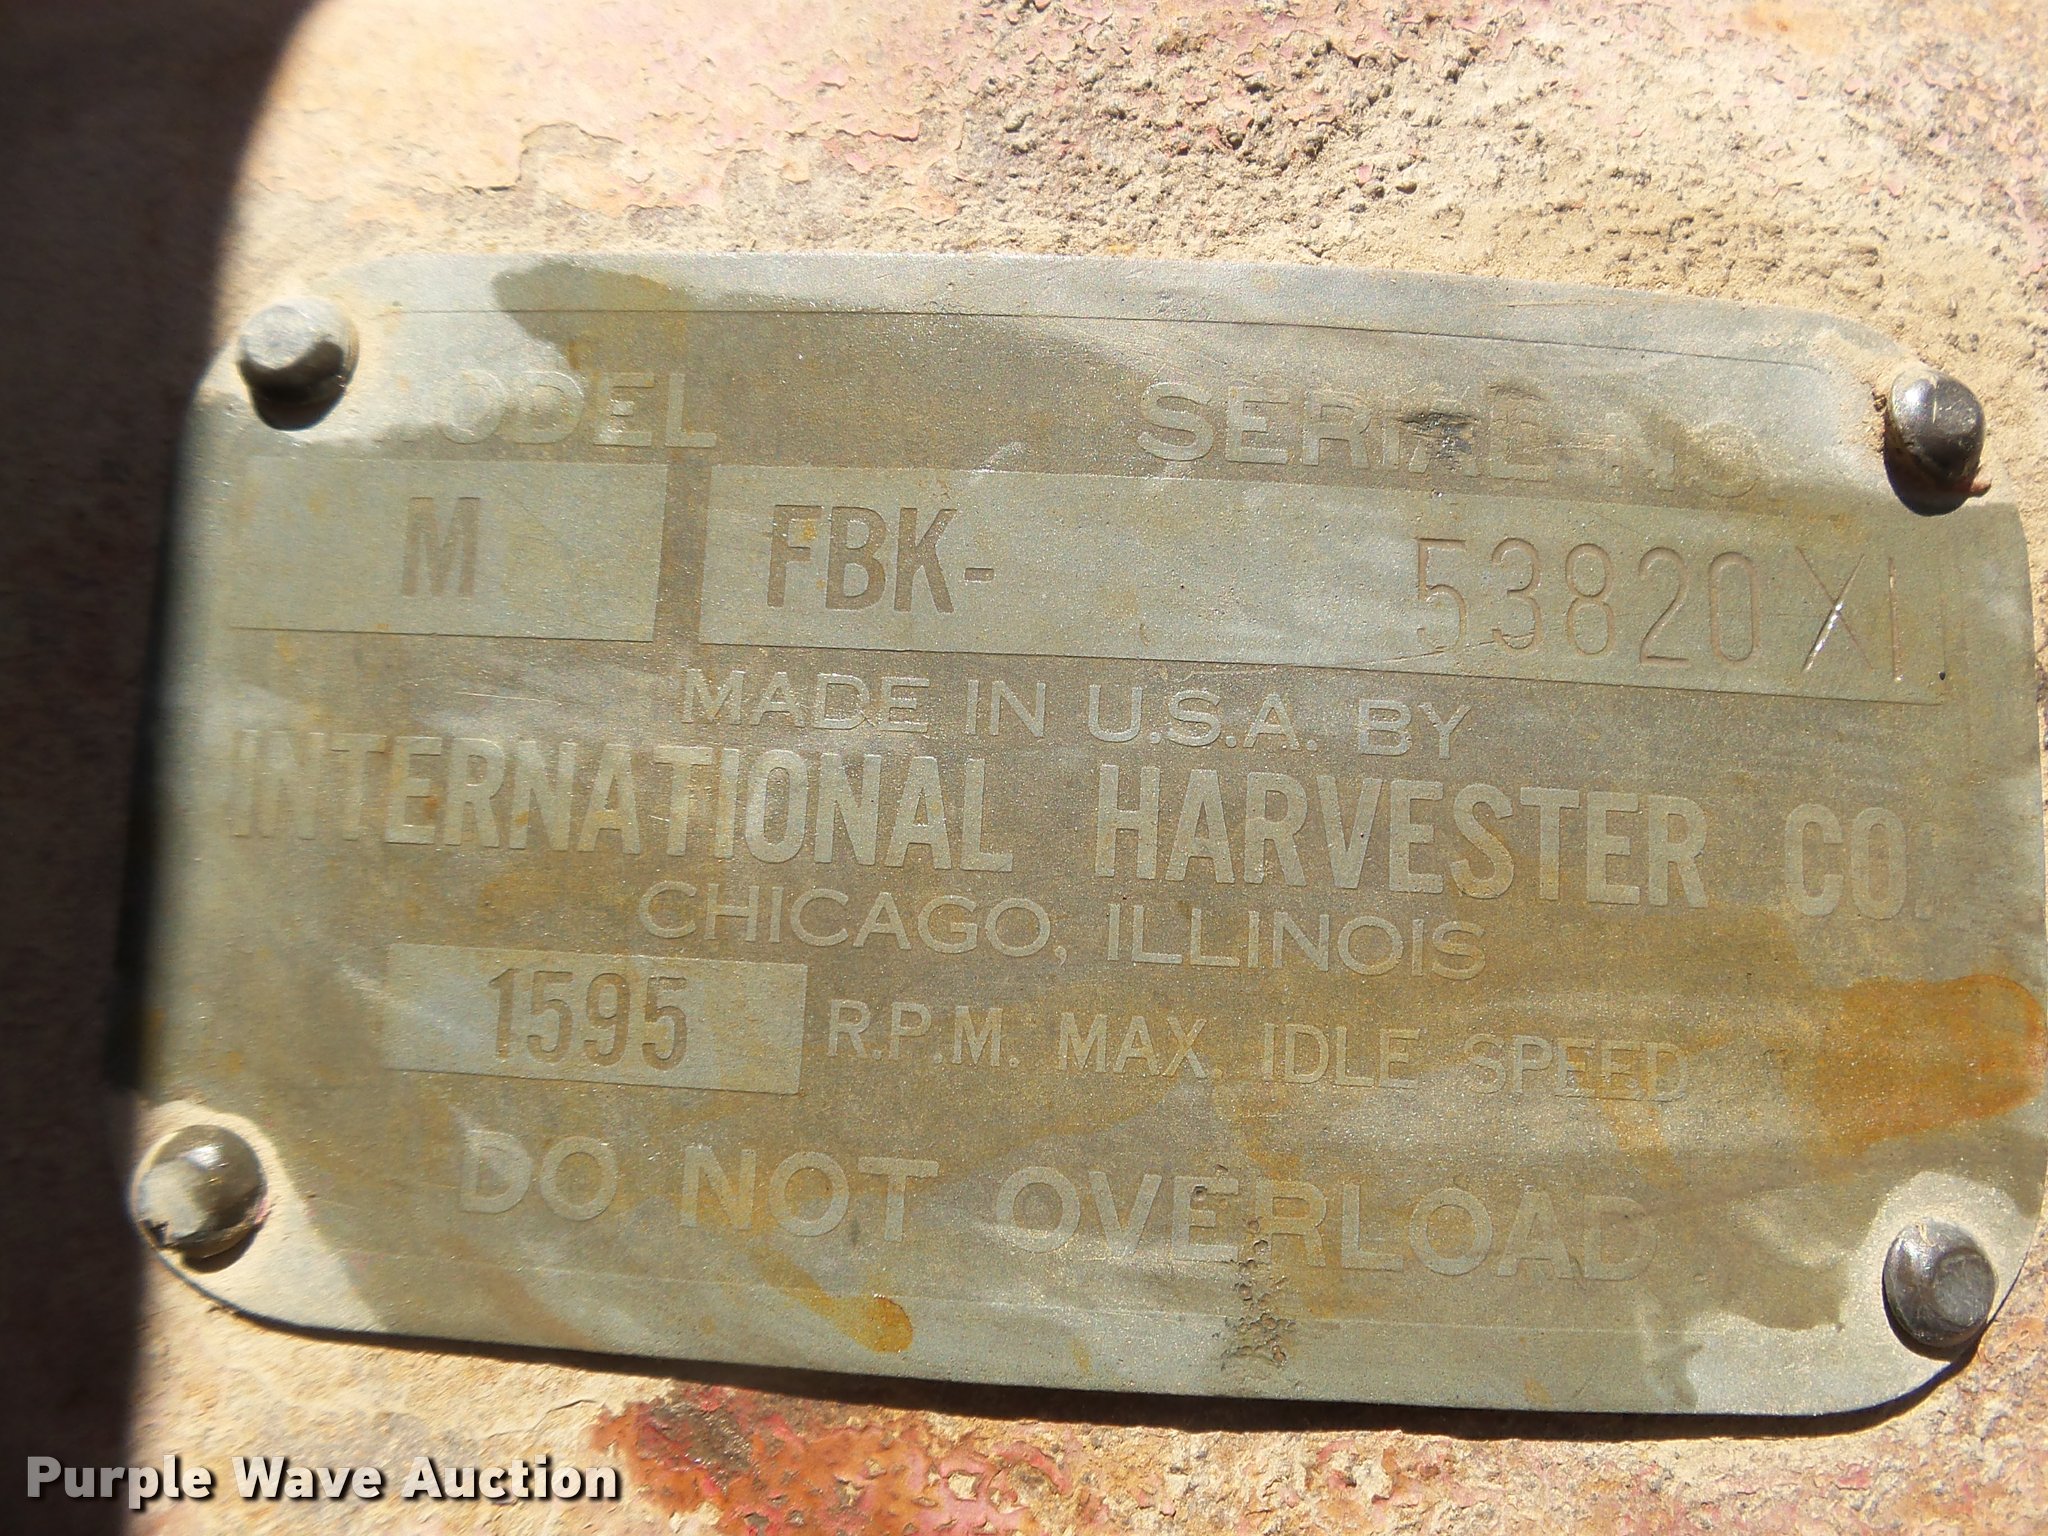 MODEL SERIAL NO.
M FBK- 53820X1
MADE IN U.S.A. BY
INTERNATIONAL HARVESTER CO.
CHICAGO, ILLINOIS
1595 R.P.M. MAX. IDLE SPEED
DO NOT OVERLOAD
Purple Wave Auction